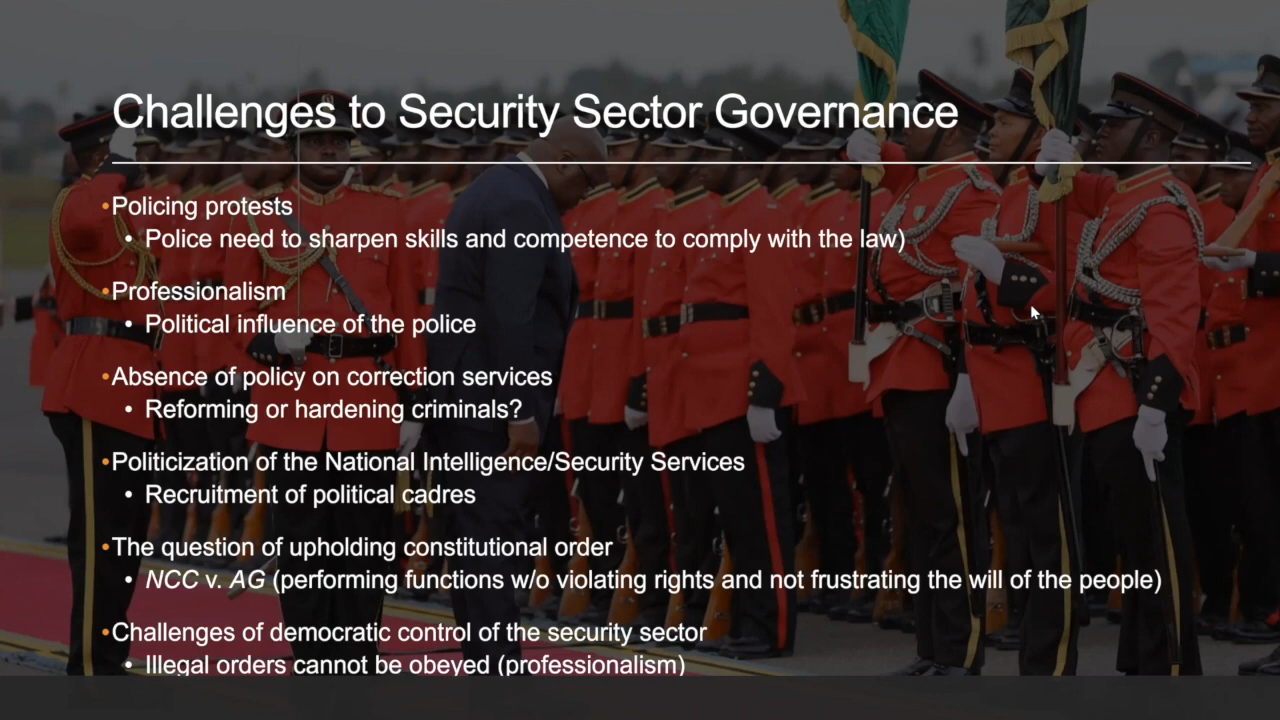 Challenges to Security Sector Governance
•Policing protests
• Police need to sharpen skills and competence to comply with the law)
•Professionalism
• Political influence of the police
•Absence of policy on correction services
• Reforming or hardening criminals?
•Politicization of the National Intelligence/Security Services
• Recruitment of political cadres
•The question of upholding constitutional order
• NCC v. AG (performing functions w/o violating rights and not frustrating the will of the people)
•Challenges of democratic control of the security sector
• Illegal orders cannot be obeyed (professionalism)